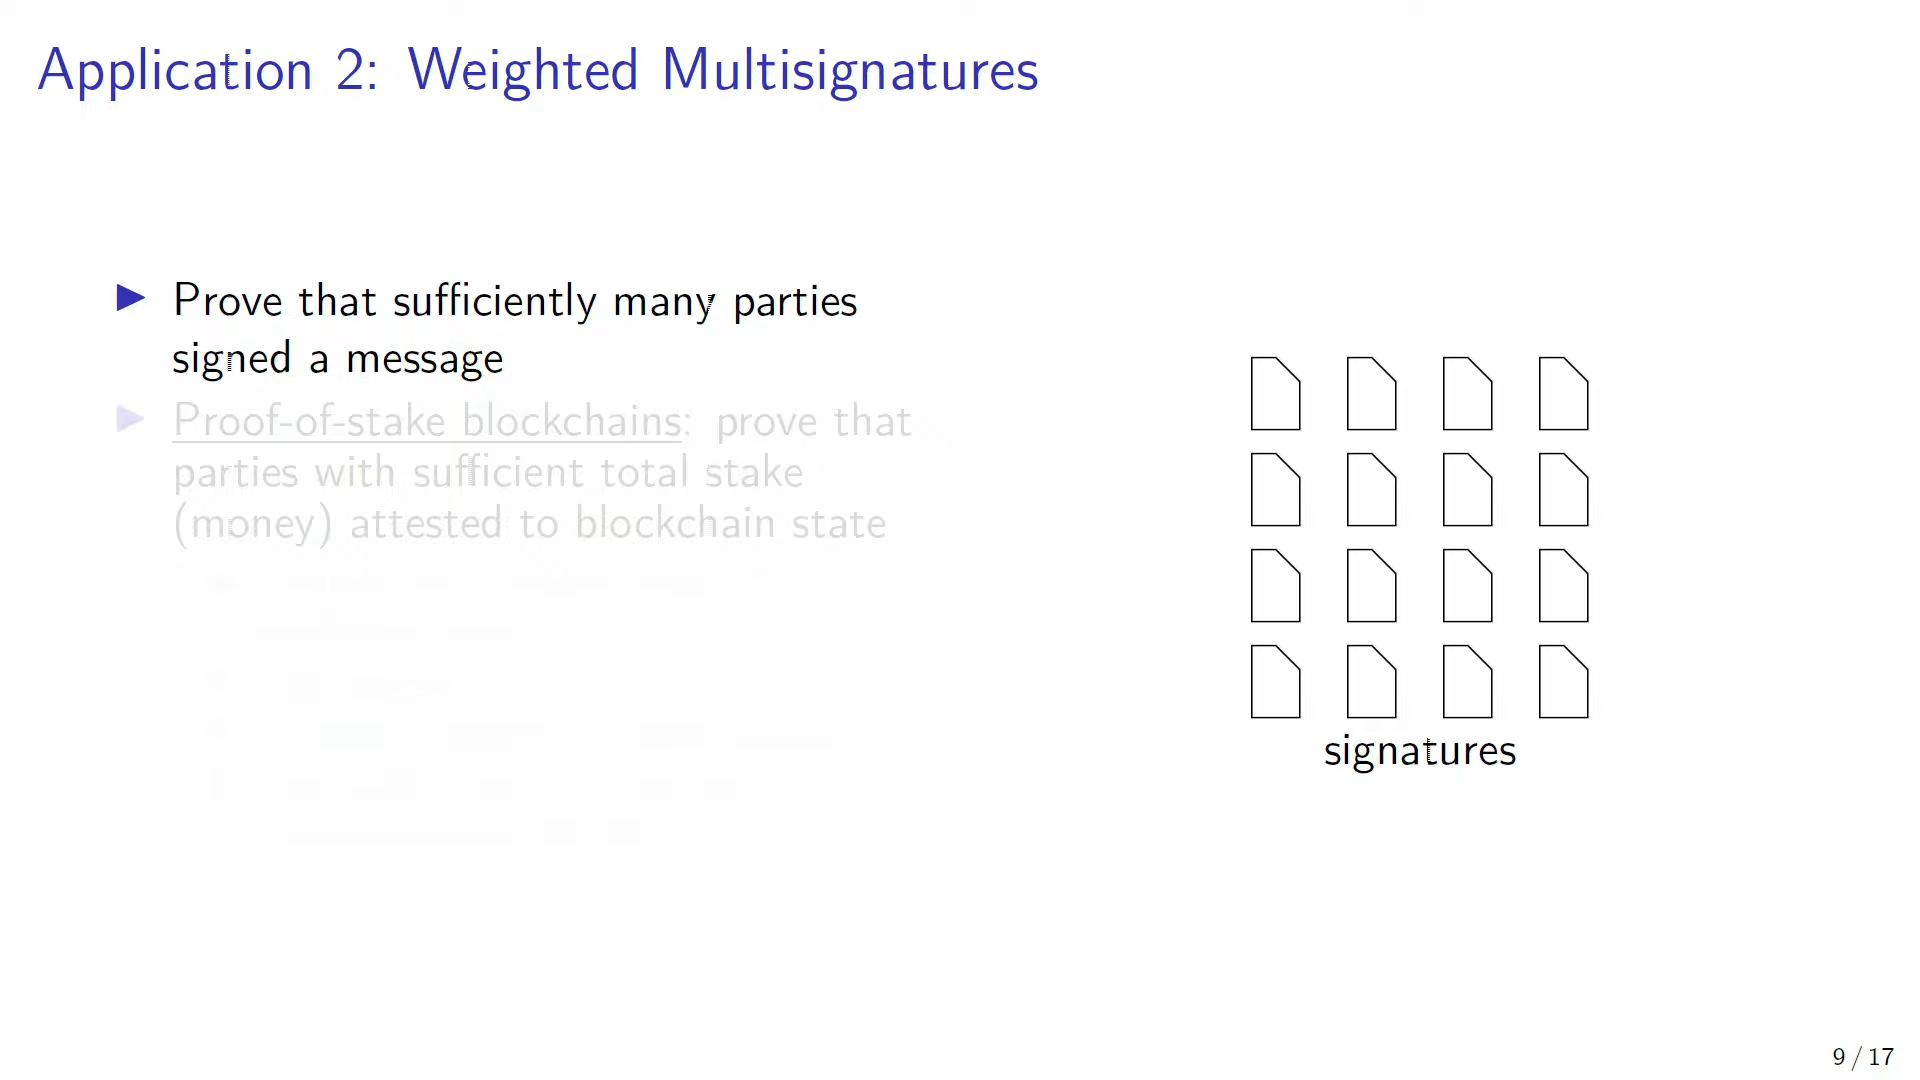 Application 2: Weighted Multisignatures
Prove that sufficiently many parties
signed a message
Proof-of-stake blockchains: prove that
parties with sufficient total stake
(money) attested to blockchain state
signatures
9 / 17